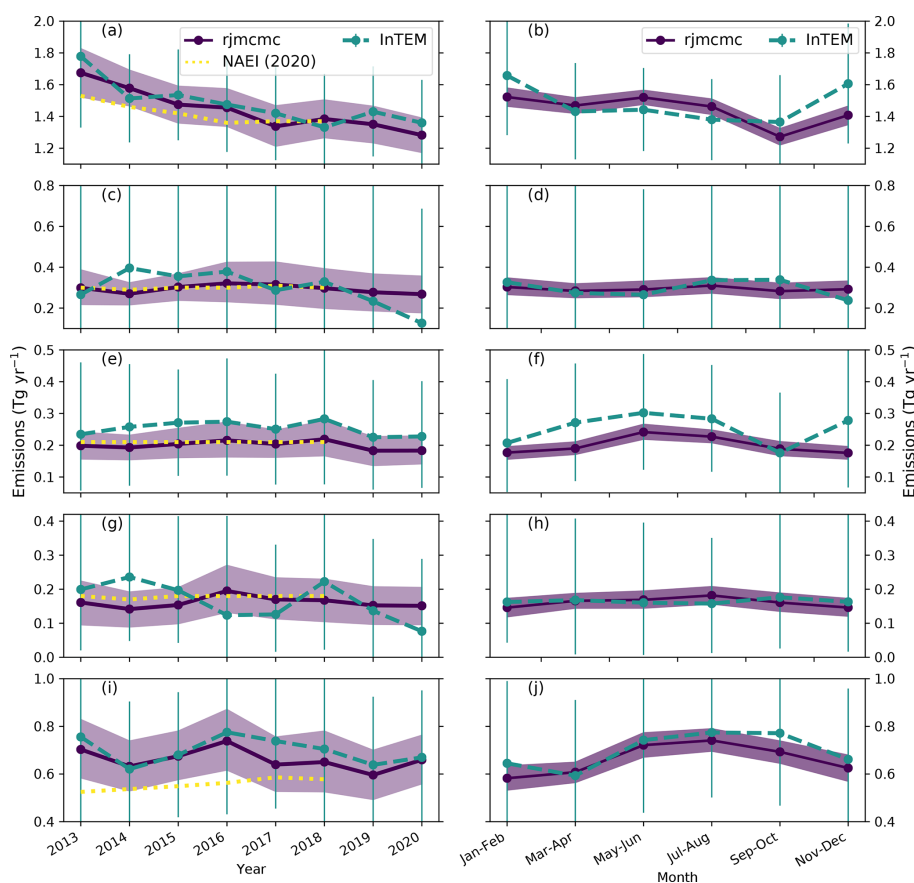 (a)
rjmcmc
InTEM
NAEI (2020)
(b)
rjmcmc
InTEM
2.0
1.8
1.6
1.4
1.2
2.0
1.8
1.6
1.4
1.2
(c)
(d)
0.8
0.6
0.4
0.2
0.8
0.6
0.4
0.2
(e)
(f)
0.5
0.4
0.3
0.2
0.1
0.5
0.4
0.3
0.2
0.1
Emissions (Tg yr⁻¹)
Emissions (Tg yr⁻¹)
(g)
(h)
0.4
0.3
0.2
0.1
0.0
0.4
0.3
0.2
0.1
0.0
(i)
(j)
1.0
0.8
0.6
0.4
1.0
0.8
0.6
0.4
2013
2014
2015
2016
2017
2018
2019
2020
Year
Jan-Feb
Mar-Apr
May-Jun
Jul-Aug
Sep-Oct
Nov-Dec
Month